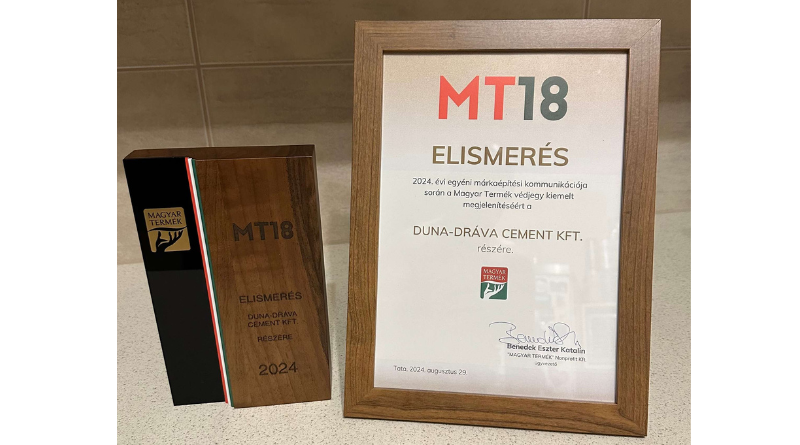 MAGYAR
TERMÉK
MT18
ELISMERÉS
DUNA-DRÁVA
CEMENT KFT.
RÉSZÉRE
2024
MT18
ELISMERÉS
2024. évi egyéni márkaépítési kommunikációja
során a Magyar Termék védjegy kiemelt
megjelenítéséért a
DUNA-DRÁVA CEMENT KFT.
részére.
MAGYAR
TERMÉK
Benedek Eszter Katalin
"MAGYAR TERMÉK" Nonprofit Kft.
ügyvezető
Tata, 2024. augusztus 29.